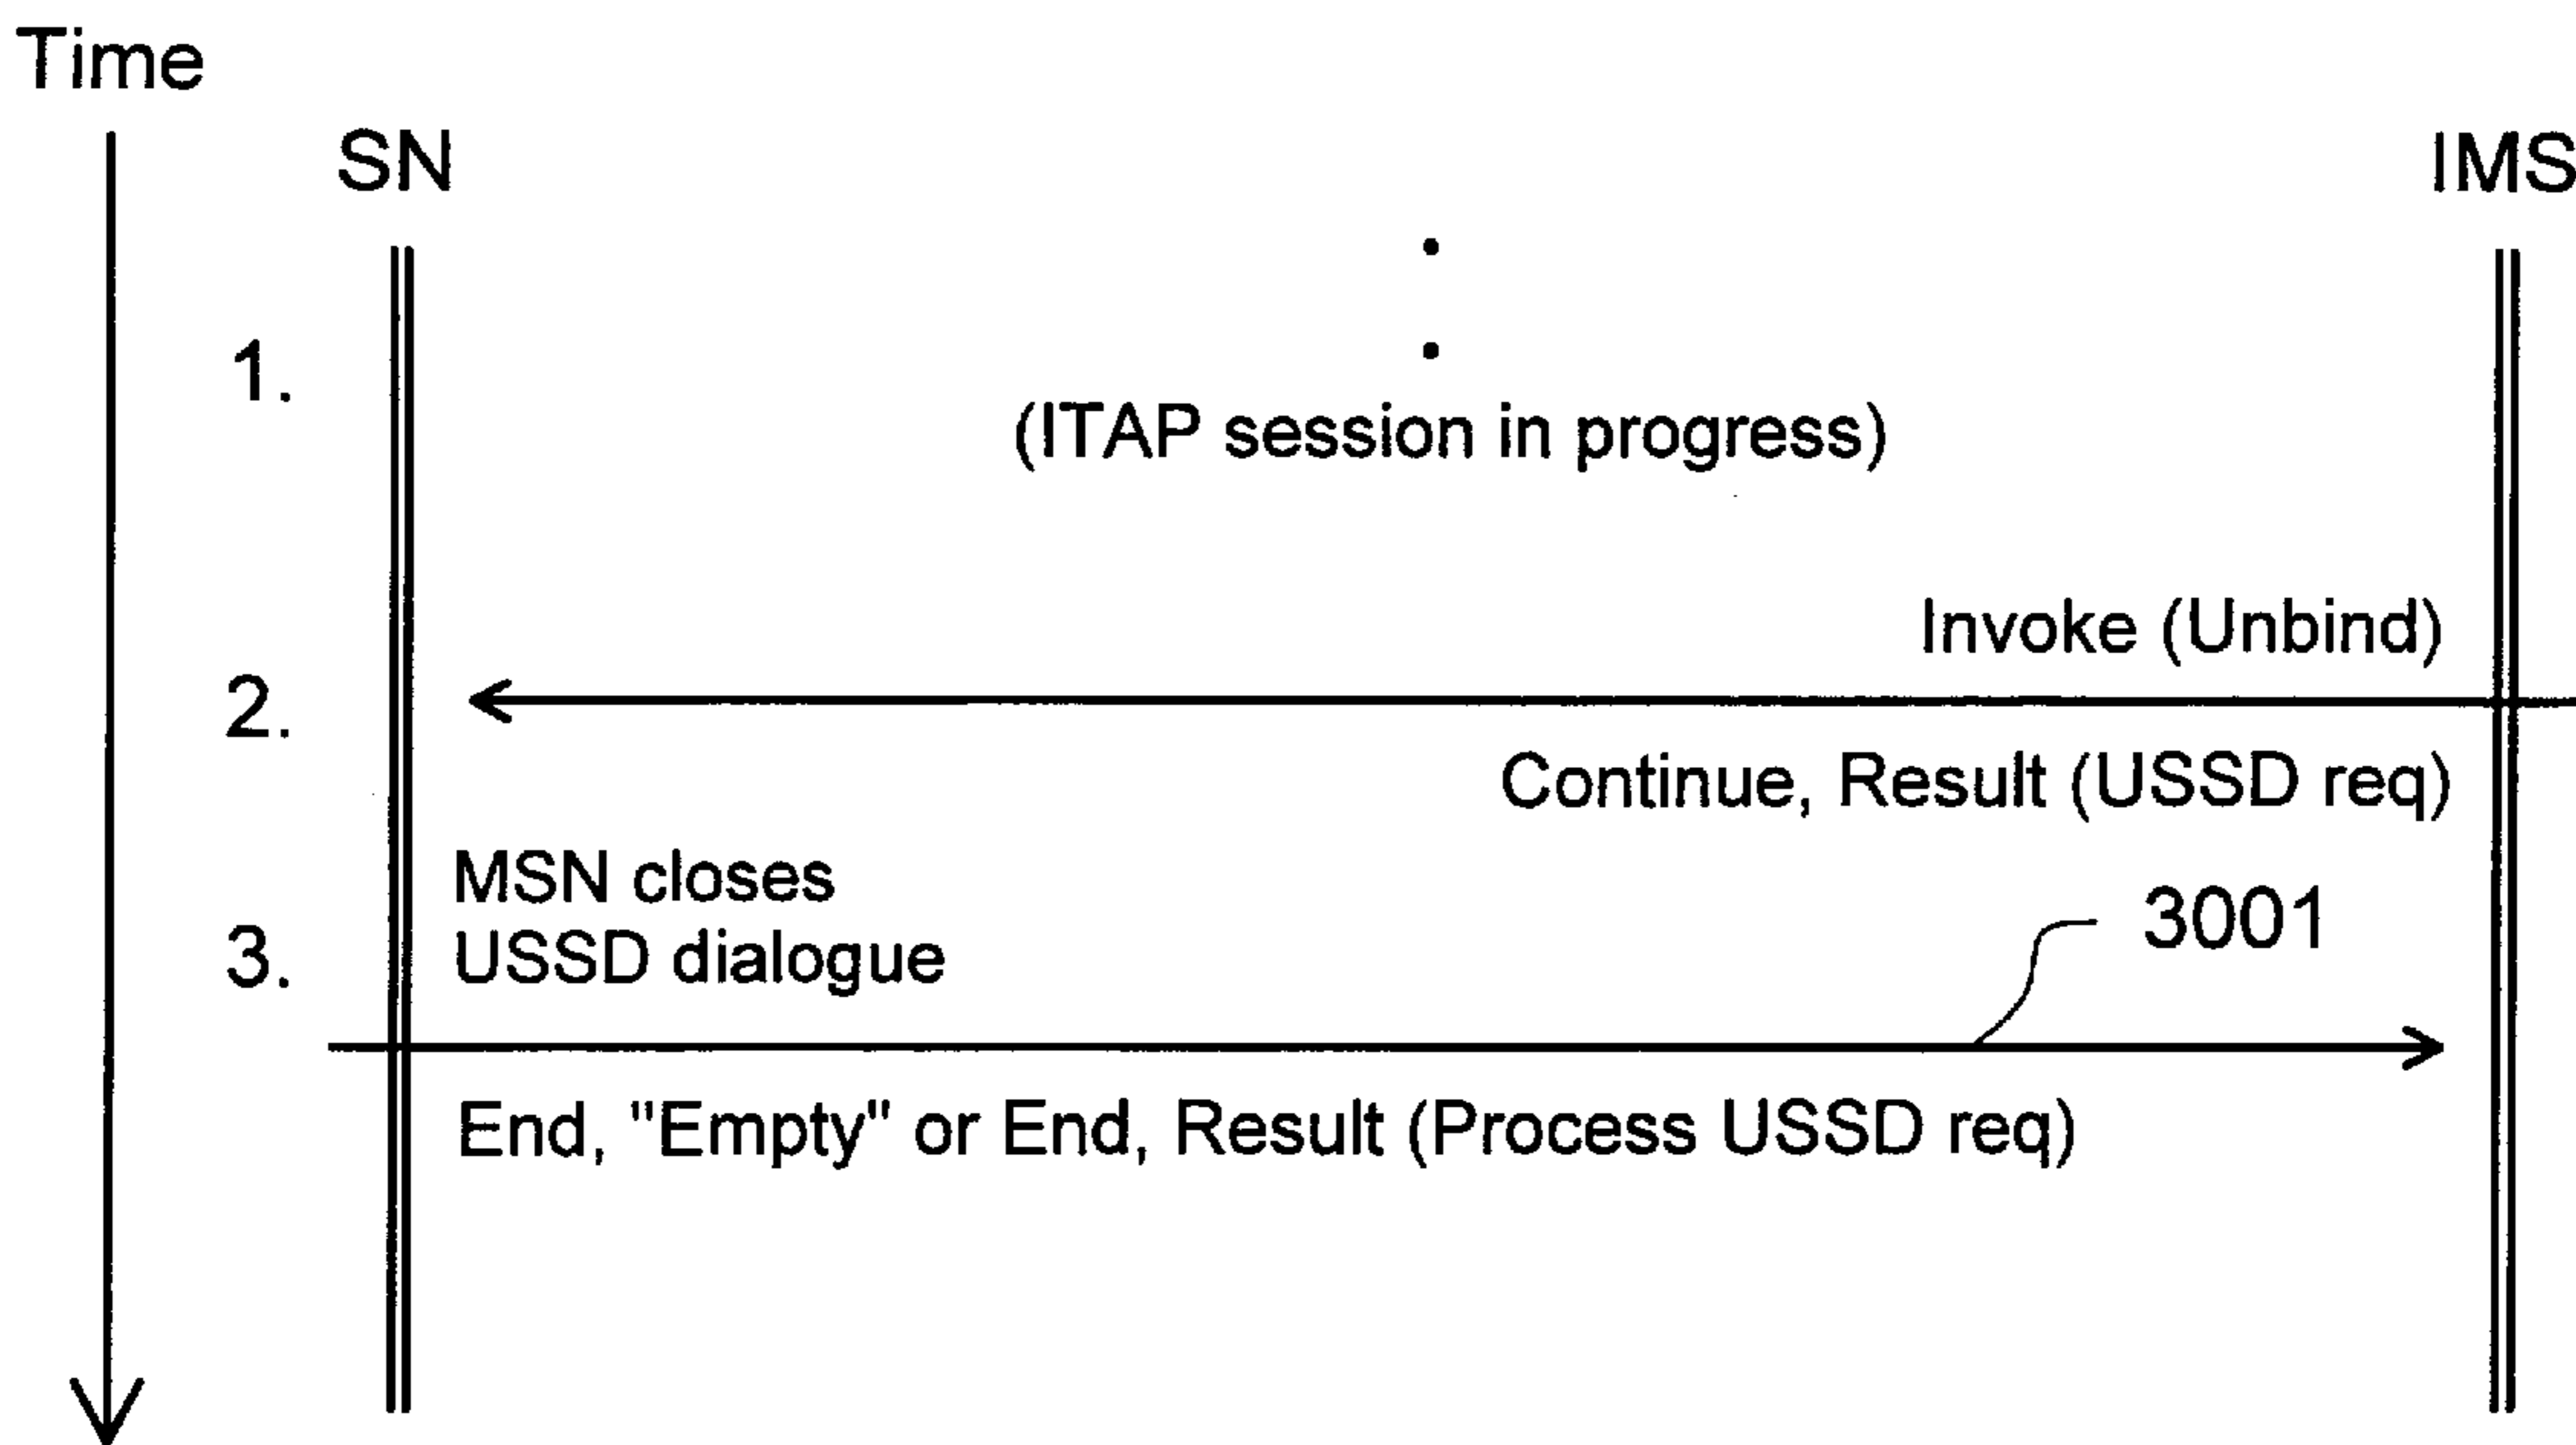 Time
SN
IMS
1.
(ITAP session in progress)
Invoke (Unbind)
2.
Continue, Result (USSD req)
MSN closes
3.
USSD dialogue
3001
End, "Empty" or End, Result (Process USSD req)